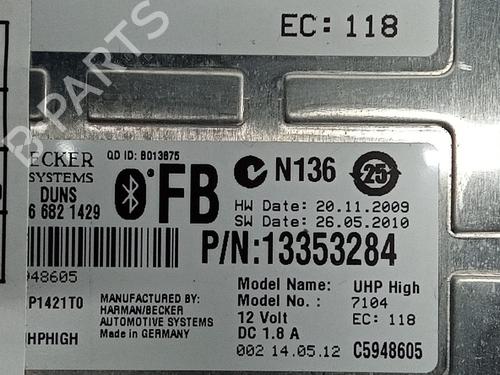 EC: 118
ECKER
SYSTEMS
DUNS
6 682 1429
QD ID: B013875
FB
N136
25
HW Date: 20.11.2009
SW Date: 26.05.2010
P/N:13353284
948605
P1421T0
HPHIGH
MANUFACTURED BY:
HARMAN/BECKER
AUTOMOTIVE SYSTEMS
Made in GERMANY
Model Name: UHP High
Model No.: 7104
12 Volt EC: 118
DC 1.8 A
002 14.05.12 C5948605
B-PARTS